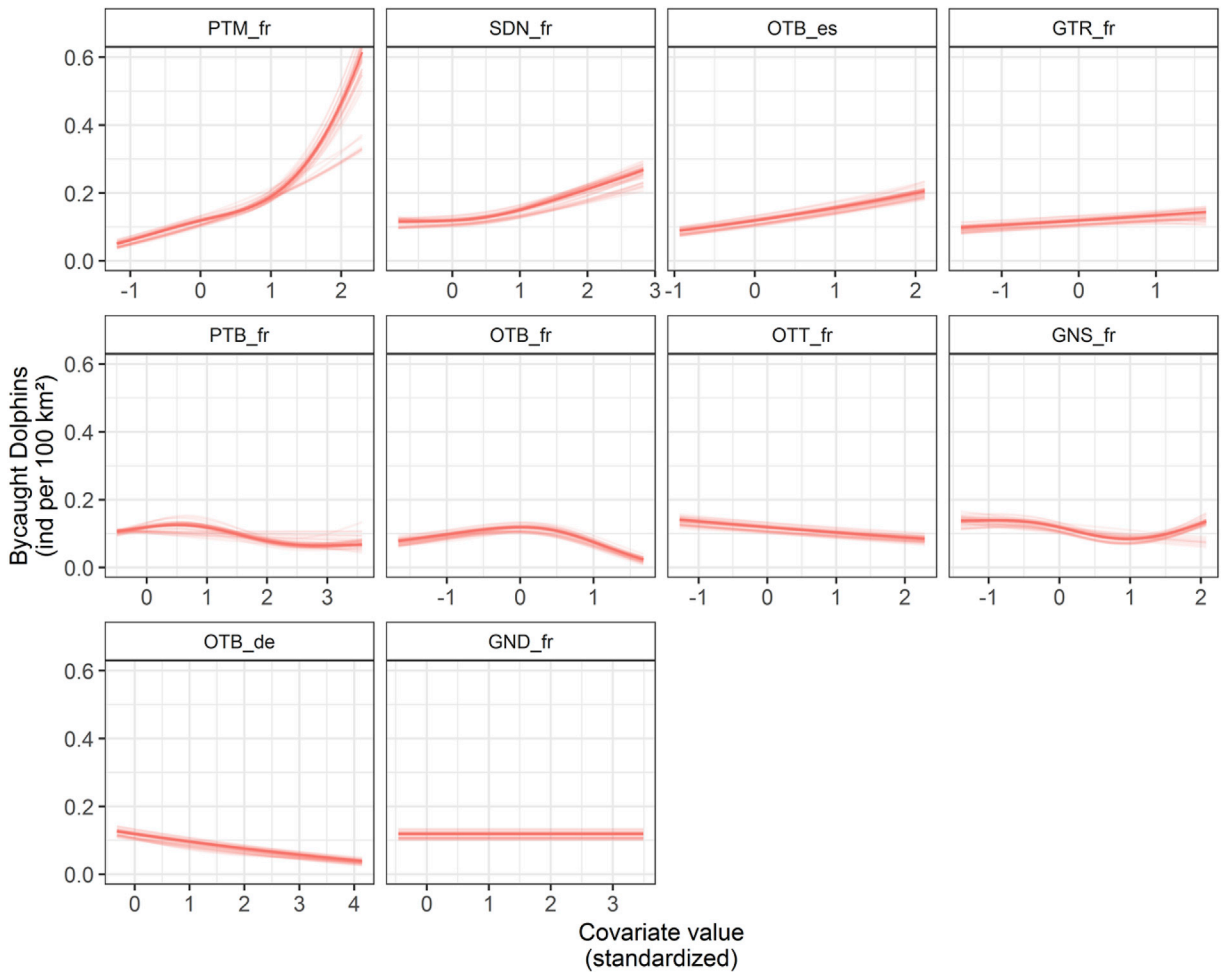 PTM_fr SDN_fr OTB_es GTR_fr
0.6
0.4
0.2
0.0
-1 0 1 2 0 1 2 3 -1 0 1 2 -1 0 1
PTB_fr OTB_fr OTT_fr GNS_fr
0.6
0.4
0.2
0.0
0 1 2 3 -1 0 1 -1 0 1 2 -1 0 1 2
Bycaught Dolphins
(ind per 100 km²)
OTB_de GND_fr
0.6
0.4
0.2
0.0
0 1 2 3 4 0 1 2 3
Covariate value
(standardized)